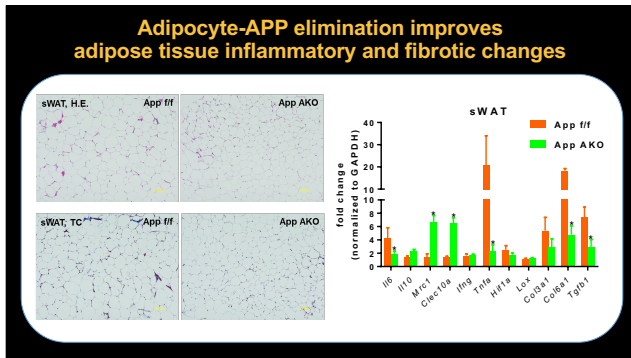 Adipocyte-APP elimination improves
adipose tissue inflammatory and fibrotic changes
sWAT, H.E. App f/f
App AKO
sWAT, TC App f/f
App AKO
sWAT
App f/f
App AKO
fold change
(normalized to GAPDH)
40
30
20
10
8
6
4
2
0
* * * * * *
Il6
Il10
Mrc1
Clec10a
Ifng
Tnfa
Hif1a
Lox
Col3a1
Col6a1
Tgfb1